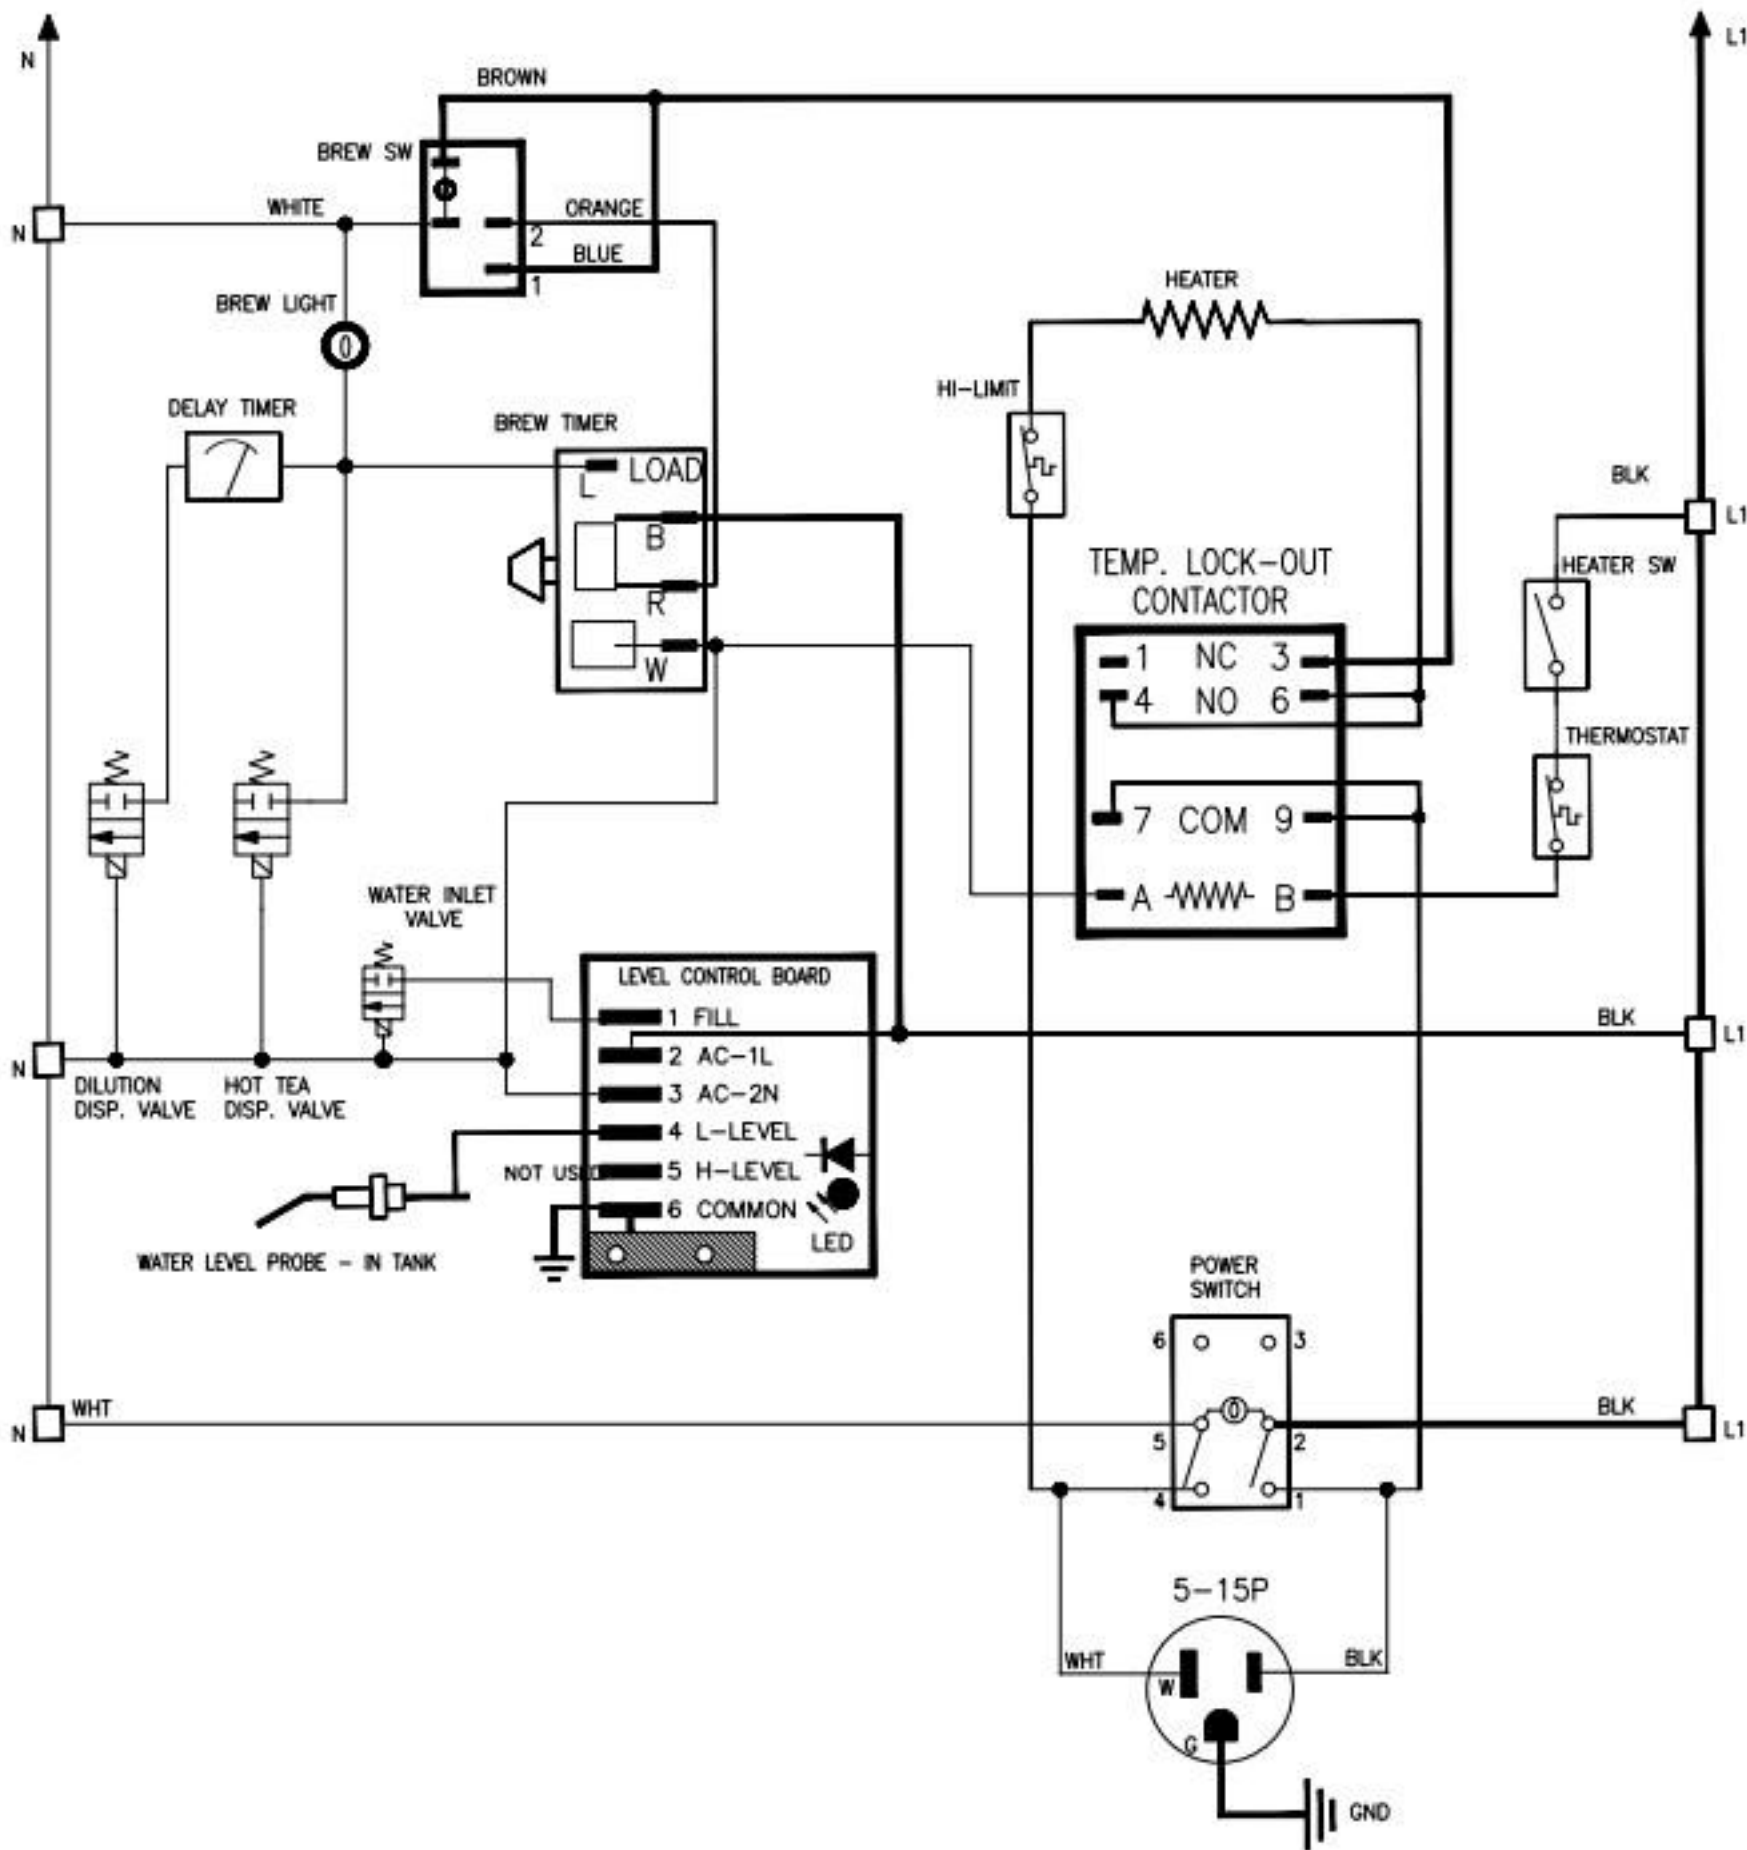 N
L1
BROWN
BREW SW
WHITE
ORANGE
N
2
BLUE
1
BREW LIGHT
HEATER
HI-LIMIT
DELAY TIMER
BREW TIMER
LOAD
L
BLK
L1
B
TEMP. LOCK-OUT
CONTACTOR
HEATER SW
R
1 NC 3
W
4 NO 6
THERMOSTAT
7 COM 9
WATER INLET
VALVE
A B
LEVEL CONTROL BOARD
1 FILL
BLK
L1
2 AC-1L
N
DILUTION
DISP. VALVE
HOT TEA
DISP. VALVE
3 AC-2N
4 L-LEVEL
NOT USED
5 H-LEVEL
6 COMMON
LED
WATER LEVEL PROBE - IN TANK
POWER
SWITCH
6 3
WHT
BLK
N
L1
5 2
4 1
5-15P
WHT
BLK
W
G
GND